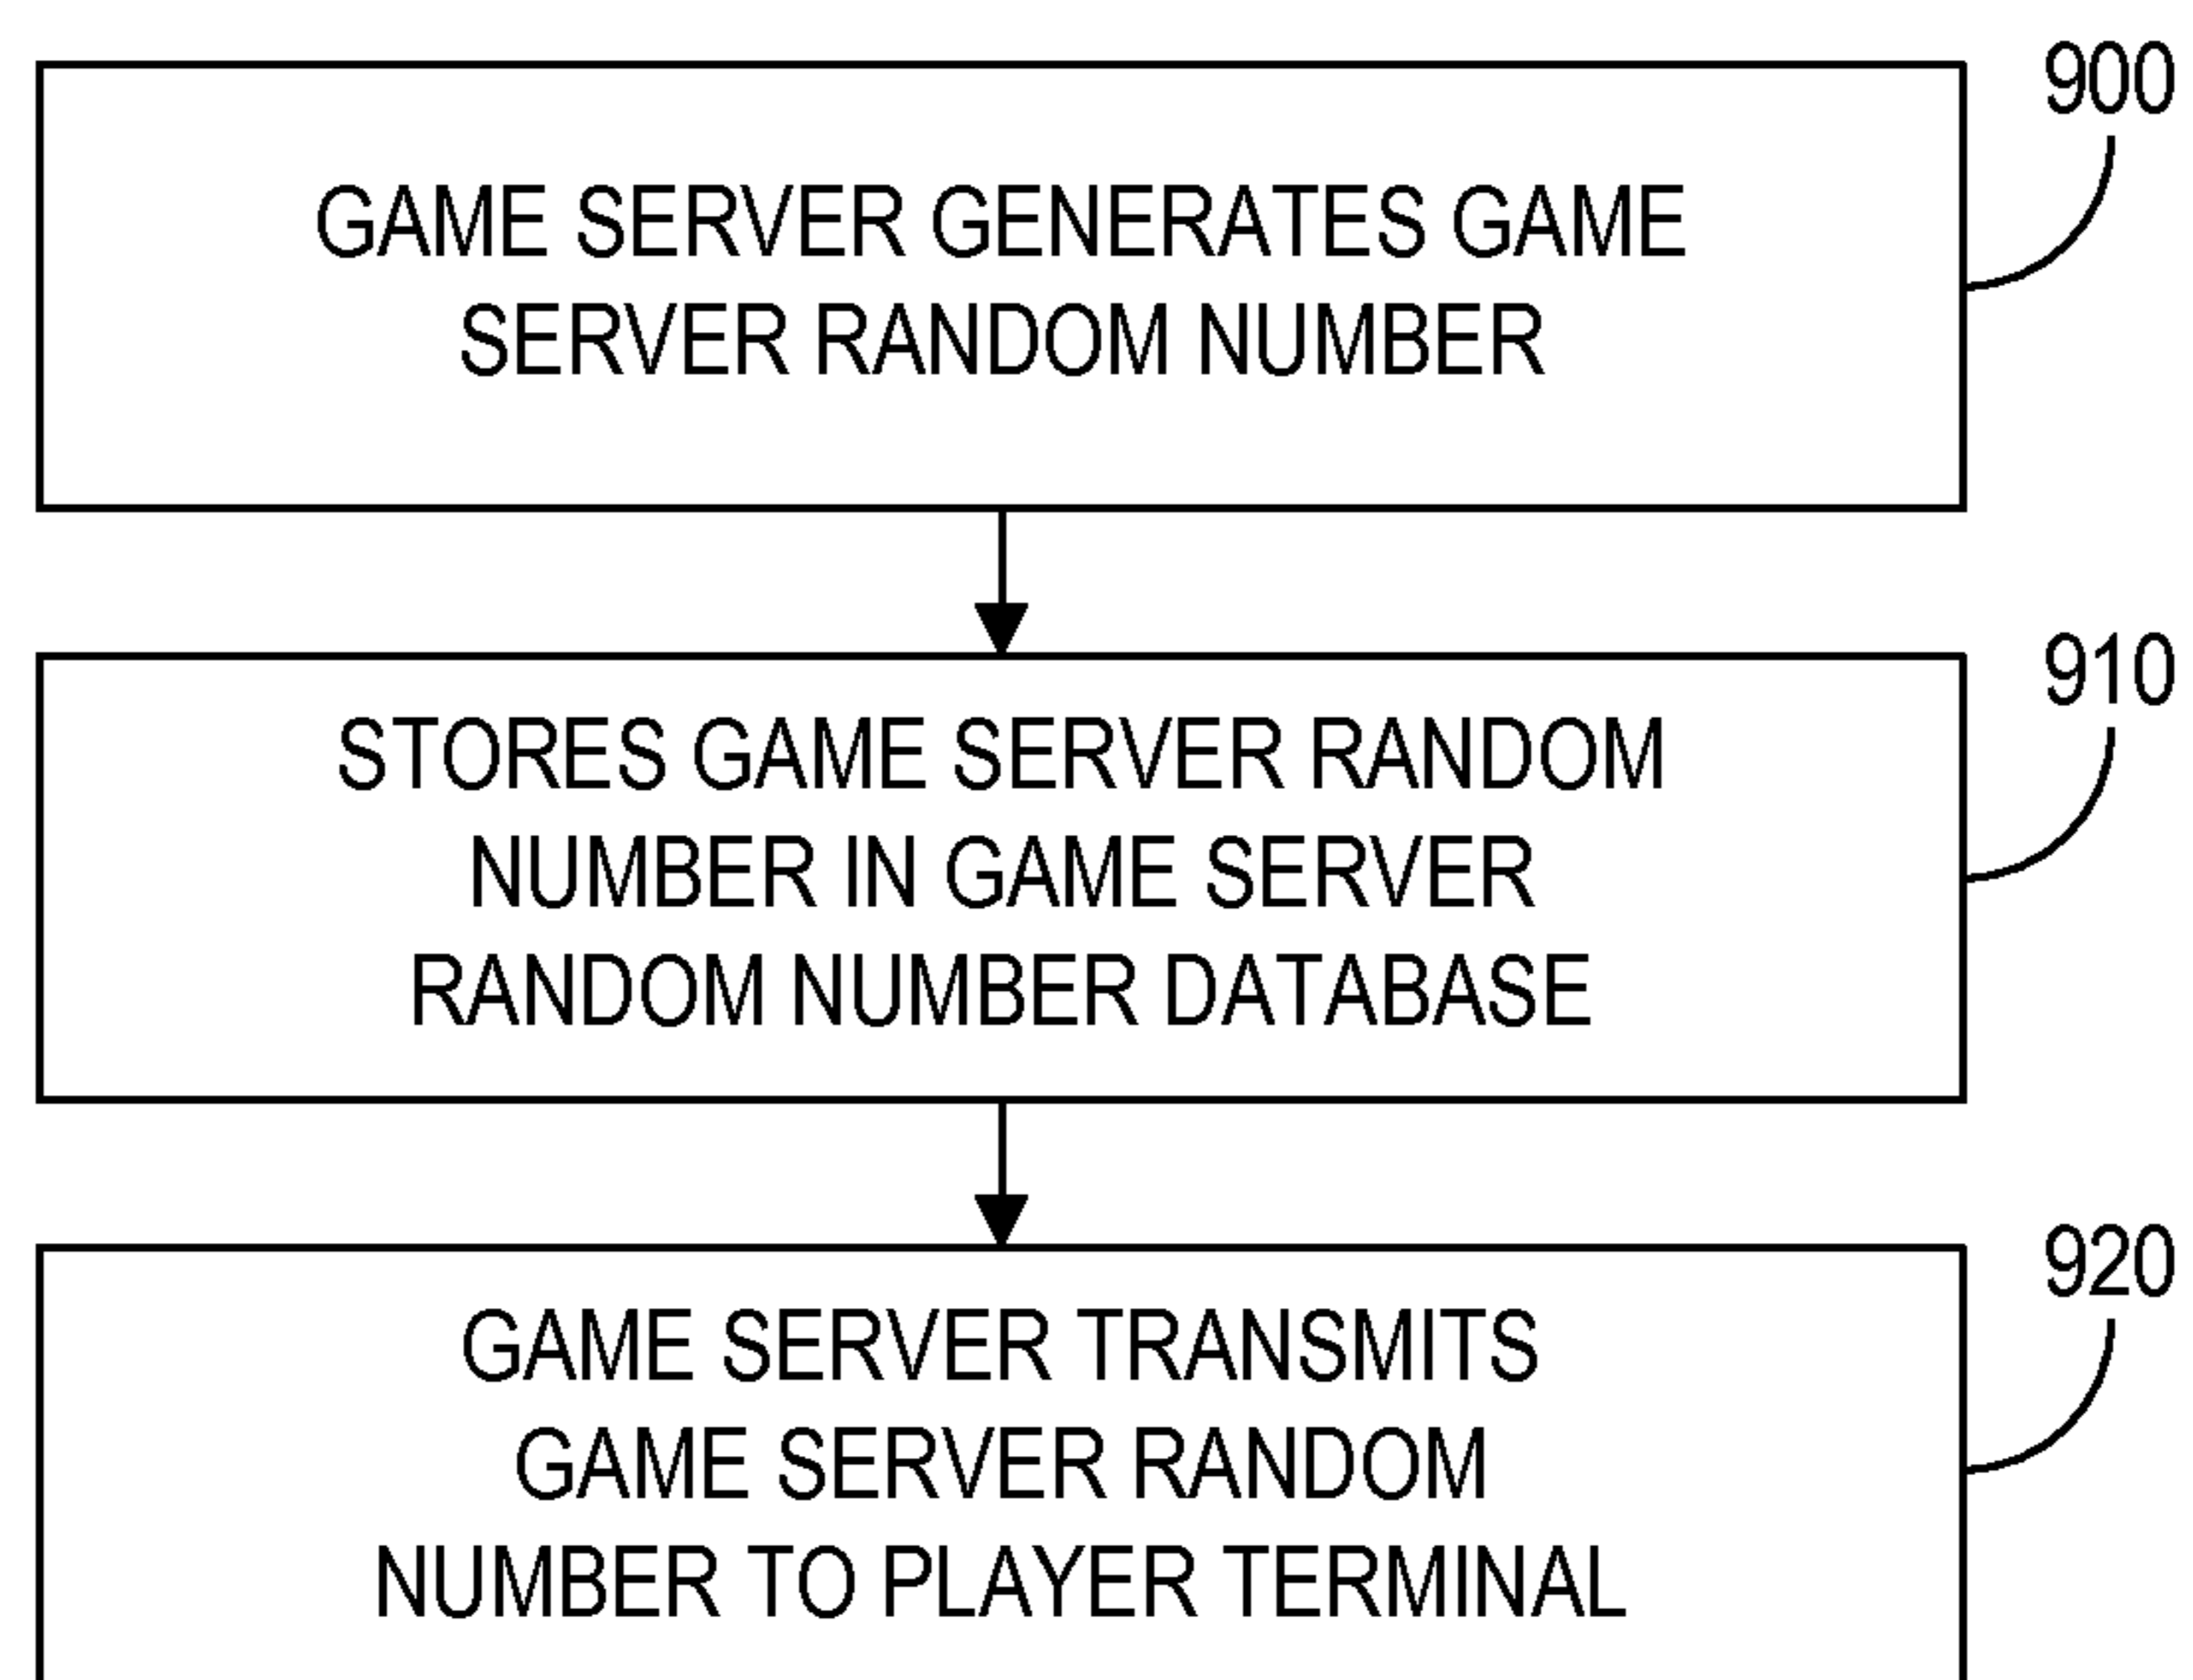 900
GAME SERVER GENERATES GAME
SERVER RANDOM NUMBER
910
STORES GAME SERVER RANDOM
NUMBER IN GAME SERVER
RANDOM NUMBER DATABASE
920
GAME SERVER TRANSMITS
GAME SERVER RANDOM
NUMBER TO PLAYER TERMINAL